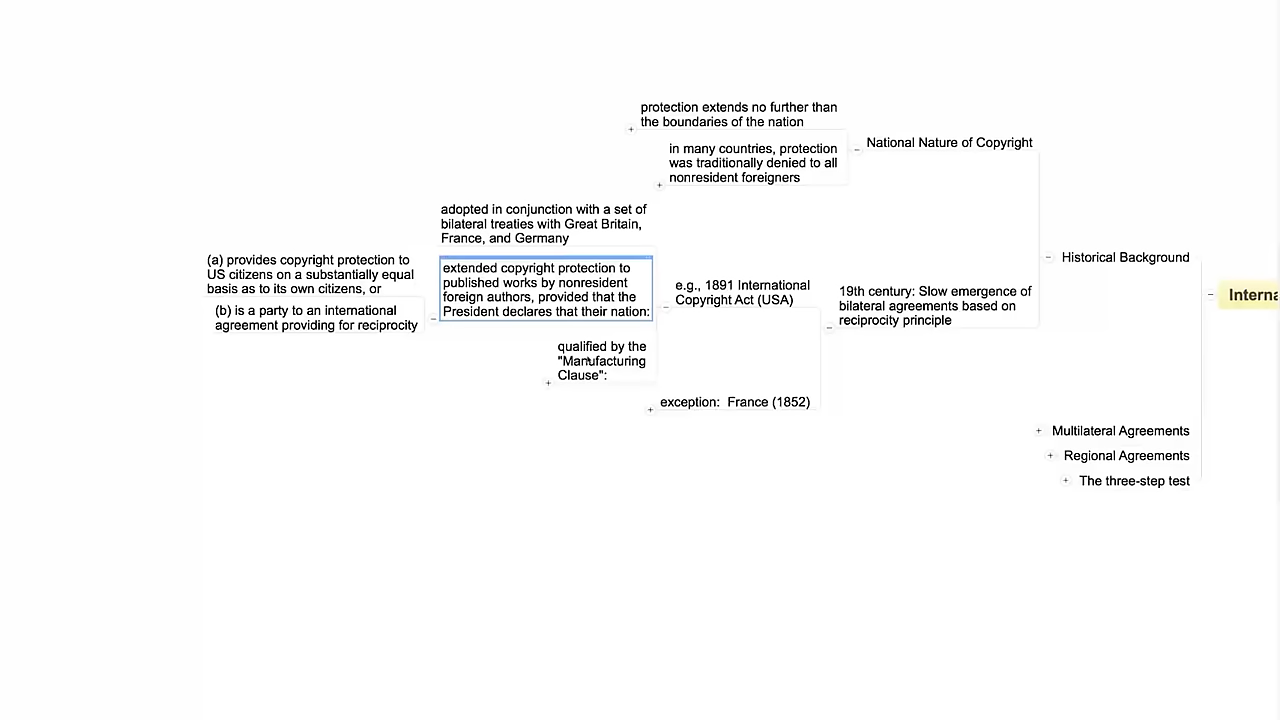 protection extends no further than
the boundaries of the nation
in many countries, protection
was traditionally denied to all
nonresident foreigners
National Nature of Copyright
adopted in conjunction with a set of
bilateral treaties with Great Britain,
France, and Germany
(a) provides copyright protection to
US citizens on a substantially equal
basis as to its own citizens, or
(b) is a party to an international
agreement providing for reciprocity
extended copyright protection to
published works by nonresident
foreign authors, provided that the
President declares that their nation:
qualified by the
"Manufacturing
Clause":
e.g., 1891 International
Copyright Act (USA)
exception: France (1852)
19th century: Slow emergence of
bilateral agreements based on
reciprocity principle
Historical Background
Multilateral Agreements
Regional Agreements
The three-step test